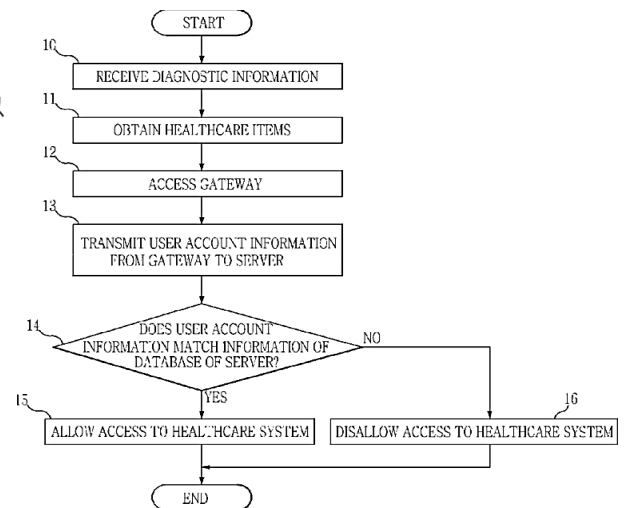 START
10
RECEIVE DIAGNOSTIC INFORMATION
11
OBTAIN HEALTHCARE ITEMS
12
ACCESS GATEWAY
13
TRANSMIT USER ACCOUNT INFORMATION
FROM GATEWAY TO SERVER
14
DOES USER ACCOUNT
INFORMATION MATCH INFORMATION OF
DATABASE OF SERVER?
NO
YES
15
ALLOW ACCESS TO HEALTHCARE SYSTEM
16
DISALLOW ACCESS TO HEALTHCARE SYSTEM
END